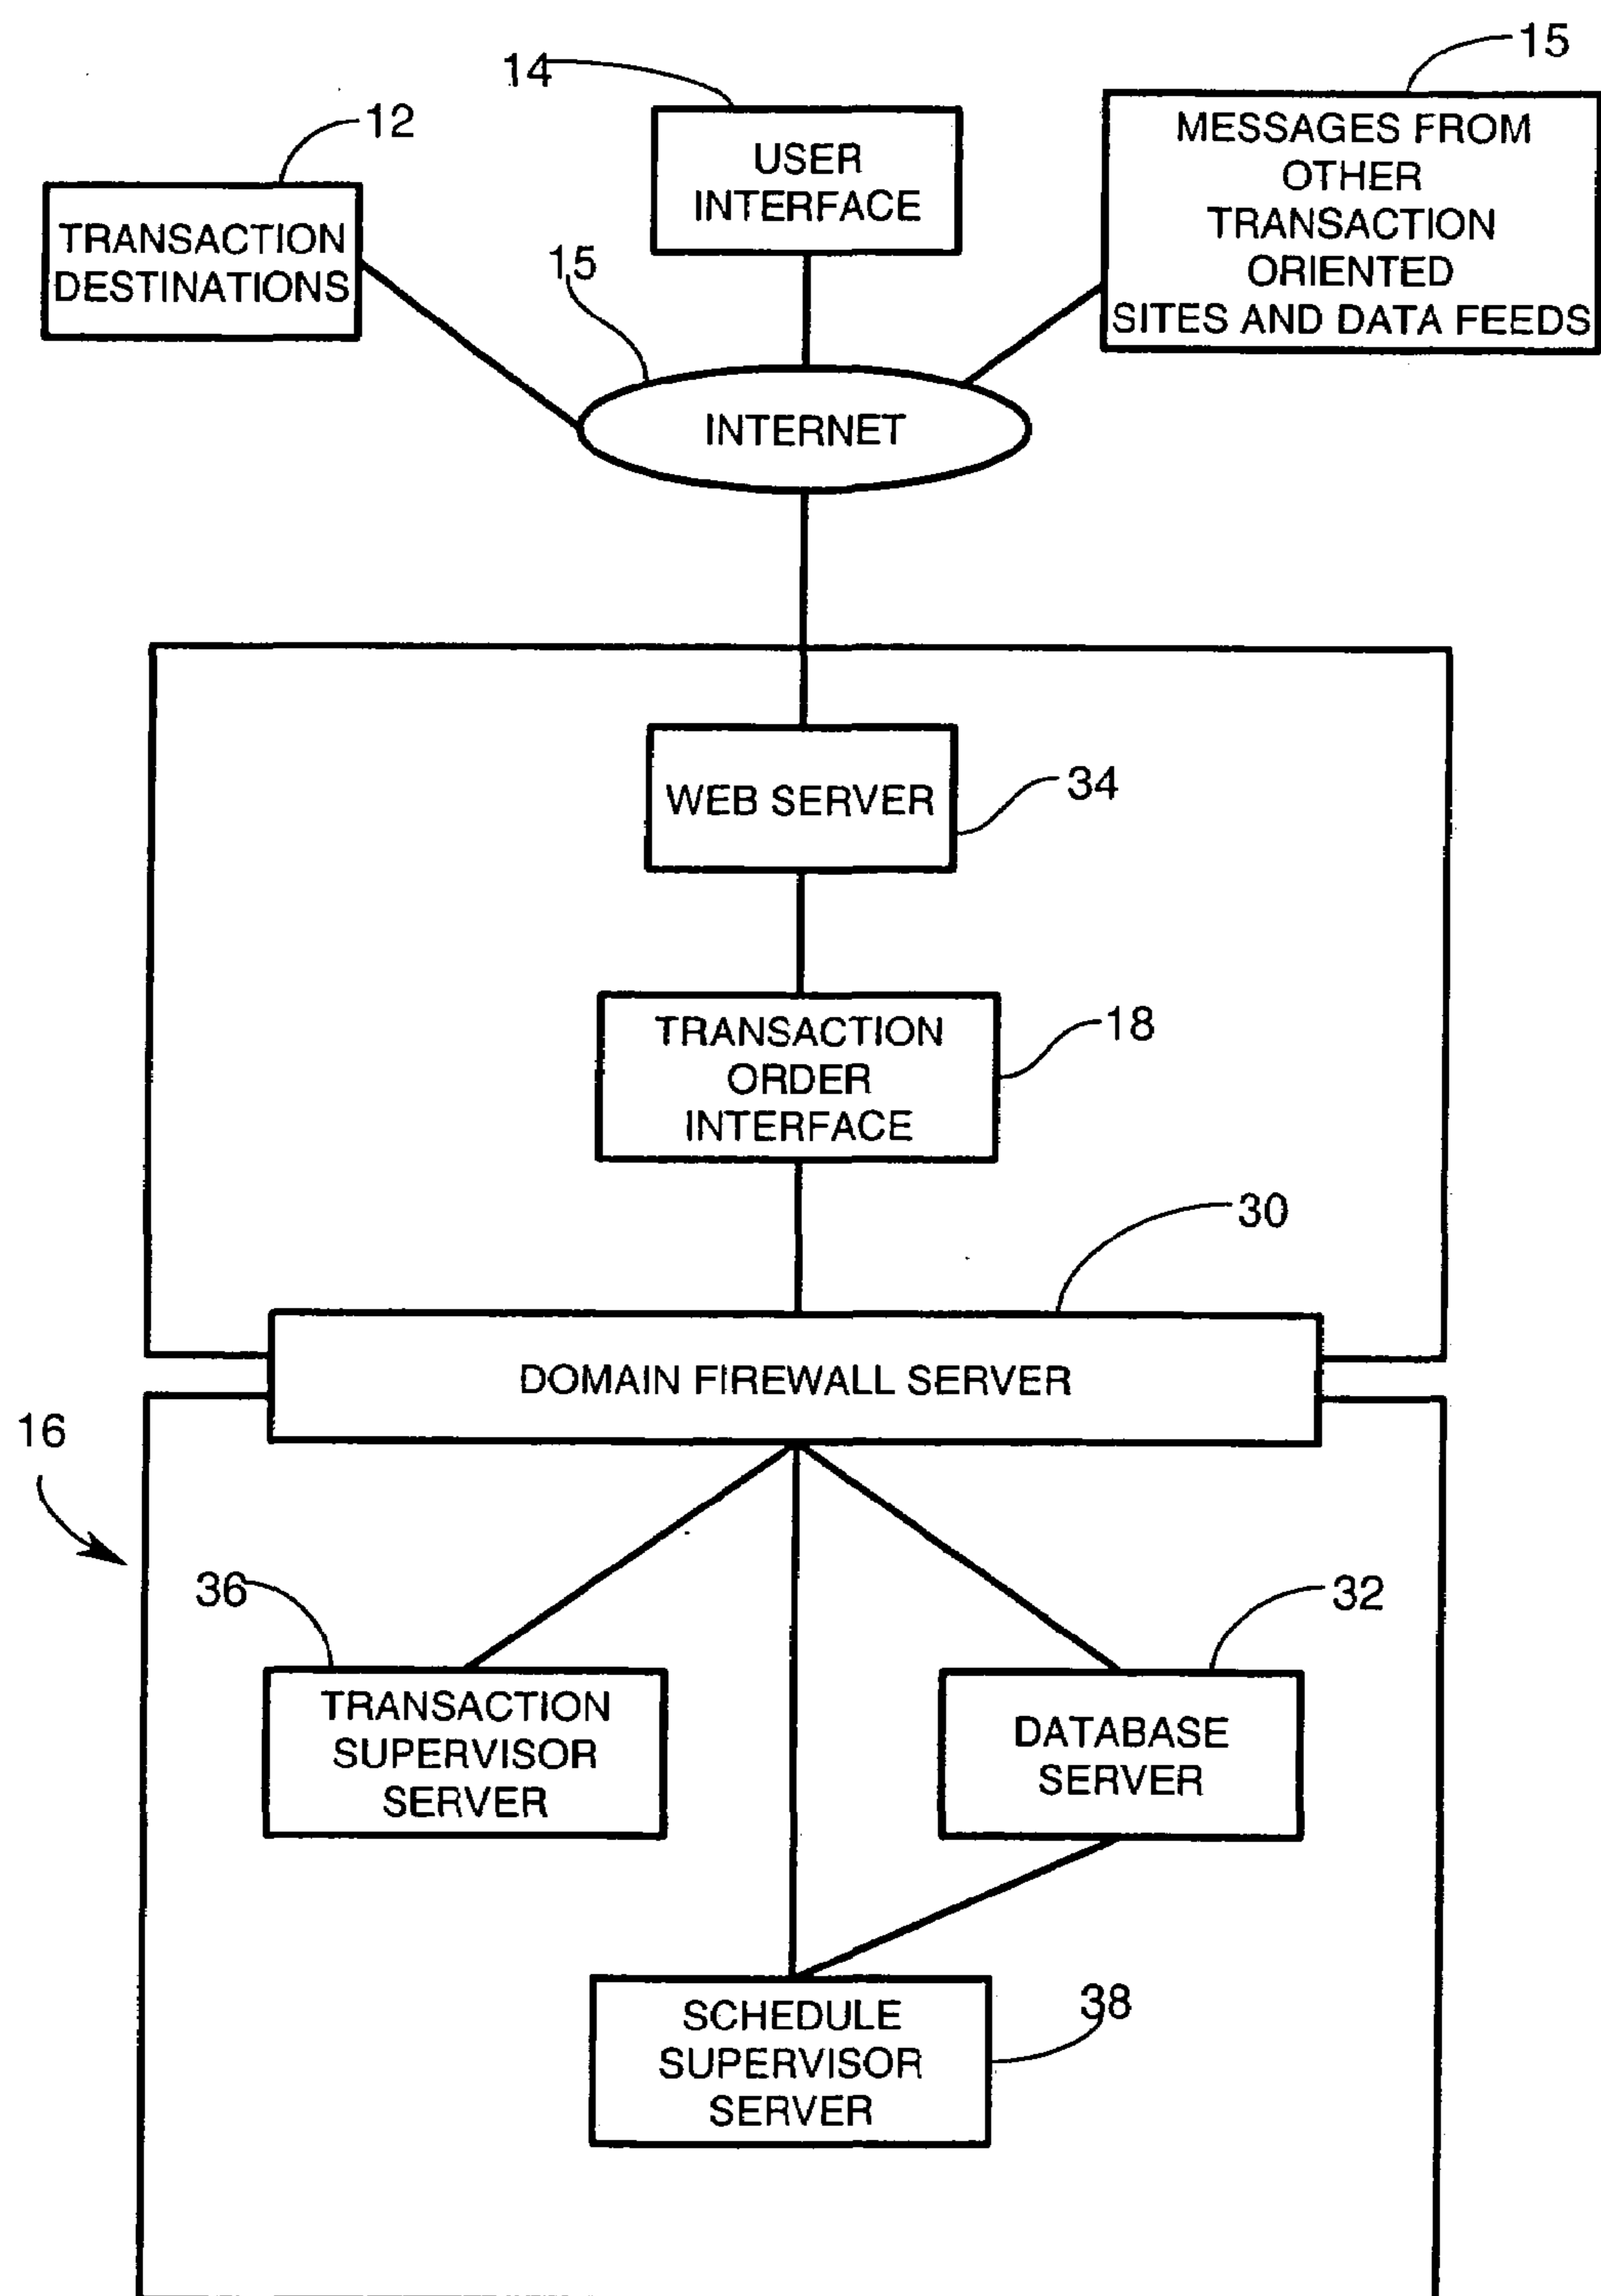 15
14
12
MESSAGES FROM
OTHER
TRANSACTION
ORIENTED
SITES AND DATA FEEDS
USER
INTERFACE
TRANSACTION
DESTINATIONS
15
INTERNET
WEB SERVER
34
TRANSACTION
ORDER
INTERFACE
18
30
DOMAIN FIREWALL SERVER
16
36
32
TRANSACTION
SUPERVISOR
SERVER
DATABASE
SERVER
SCHEDULE
SUPERVISOR
SERVER
38